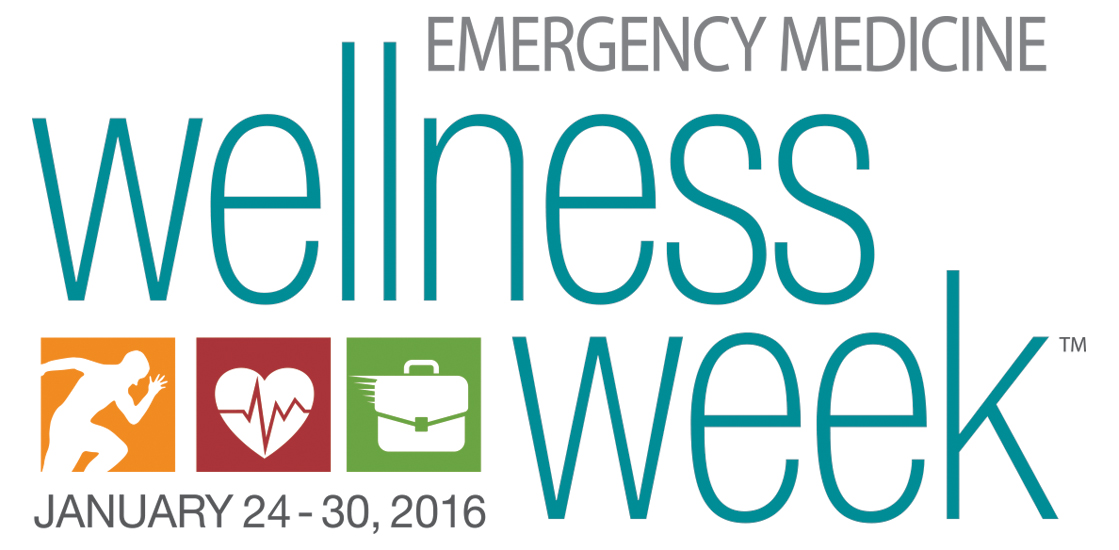 EMERGENCY MEDICINE
wellness
week™
JANUARY 24 - 30, 2016